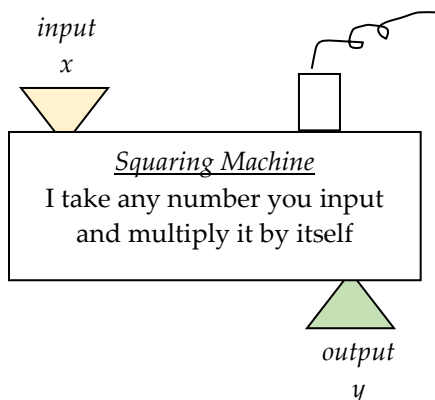 input
x
Squaring Machine
I take any number you input
and multiply it by itself
output
y